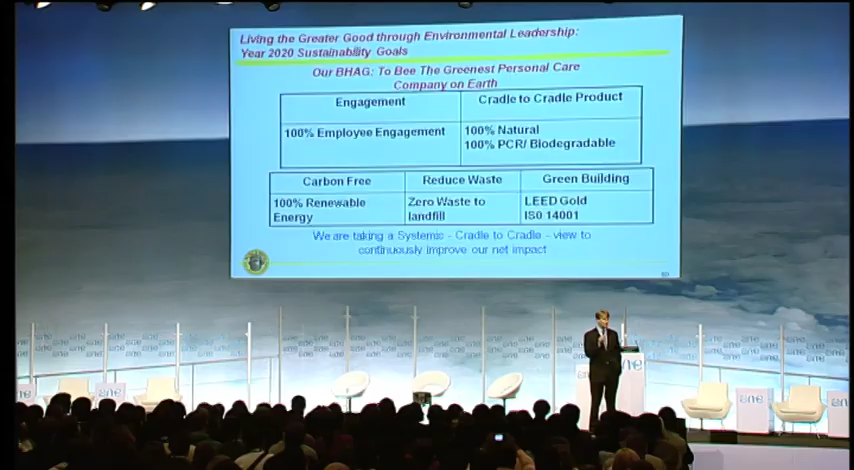 Living the Greater Good through Environmental Leadership:
Year 2020 Sustainability Goals
Our BHAG: To Bee The Greenest Personal Care
Company on Earth
Engagement
Cradle to Cradle Product
100% Employee Engagement
100% Natural
100% PCR/ Biodegradable
Carbon Free
Reduce Waste
Green Building
100% Renewable
Energy
Zero Waste to
landfill
LEED Gold
ISO 14001
We are taking a Systemic - Cradle to Cradle - view to
continuously improve our net impact
one